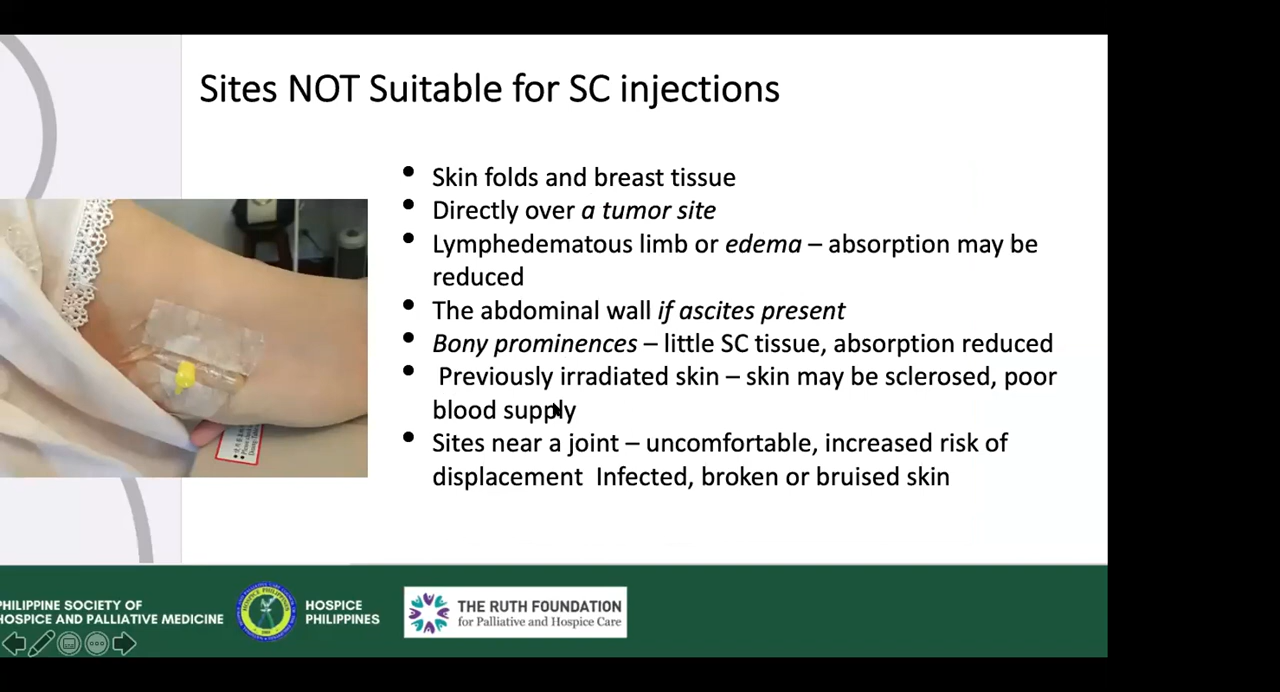 Sites NOT Suitable for SC injections
• Skin folds and breast tissue
• Directly over a tumor site
• Lymphedematous limb or edema – absorption may be
reduced
• The abdominal wall if ascites present
• Bony prominences – little SC tissue, absorption reduced
• Previously irradiated skin – skin may be sclerosed, poor
blood supply
• Sites near a joint – uncomfortable, increased risk of
displacement  Infected, broken or bruised skin
PHILIPPINE SOCIETY OF
HOSPICE AND PALLIATIVE MEDICINE
HOSPICE
PHILIPPINES
THE RUTH FOUNDATION
for Palliative and Hospice Care